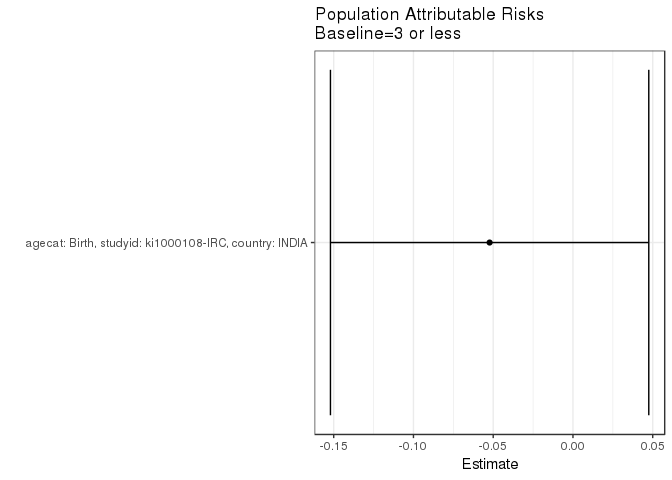 Population Attributable Risks
Baseline=3 or less
agecat: Birth, studyid: ki1000108-IRC, country: INDIA
-0.15 -0.10 -0.05 0.00 0.05
Estimate